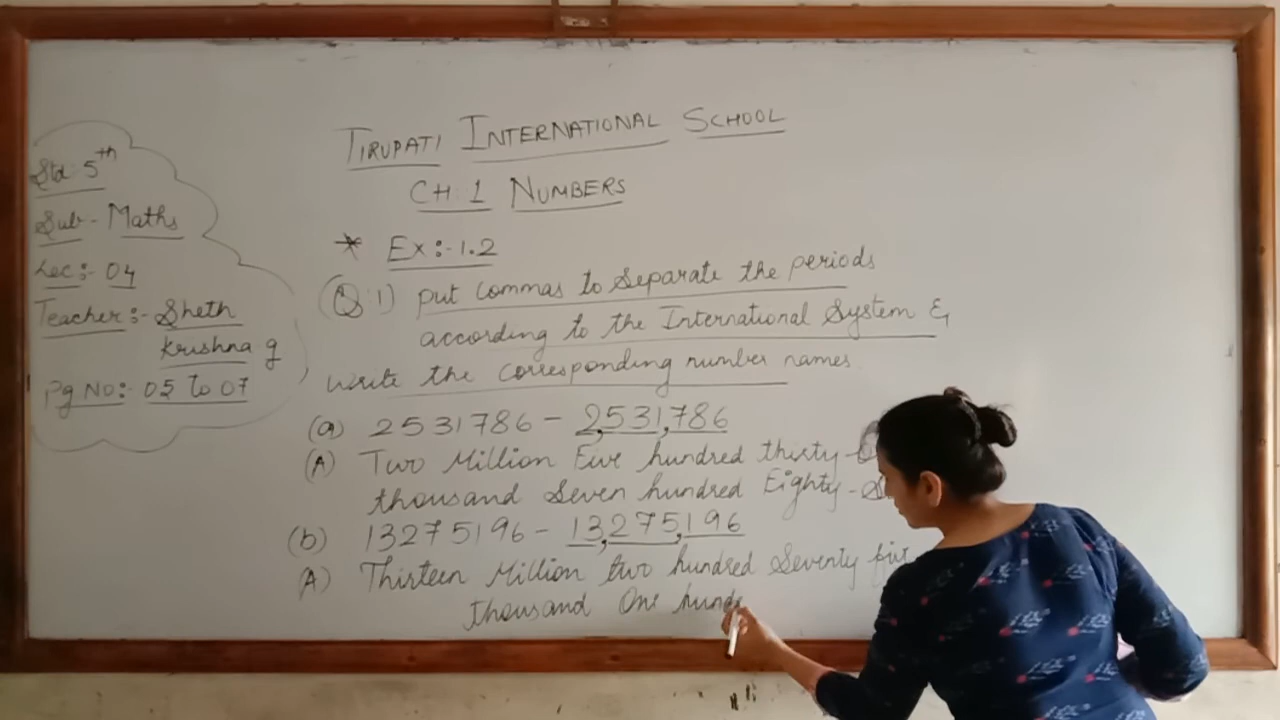 Std:- 5th
Sub - Maths
Lec:- 04
Teacher:- Sheth
Krishna g
Pg No:- 05 to 07
TIRUPATI INTERNATIONAL SCHOOL
CH 1 NUMBERS
* Ex:-1.2
(Q:1) Put commas to Separate the periods
according to the International System &
Write the corresponding number names.
(a) 2531786 - 2,531,786
(A) Two Million Five hundred thirty-
thousand Seven hundred Eighty-
(b) 13275196 - 13,275,196
(A) Thirteen Million two hundred Seventy five
thousand One hund